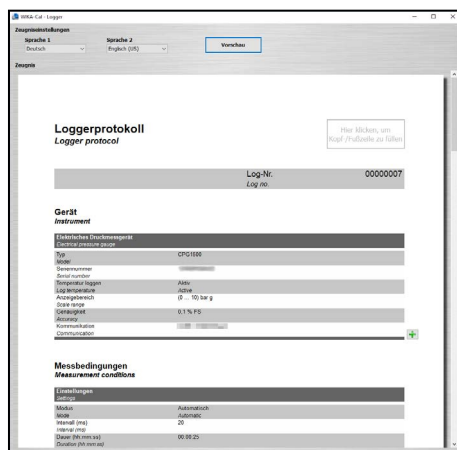 WIKA-Cal - Logger
Zeugniseinstellungen
Sprache 1
Sprache 2
Deutsch
Englisch (US)
Vorschau
Zeugnis
Loggerprotokoll
Logger protocol
Hier klicken, um
Kopf-/Fußzeile zu füllen
Log-Nr. 00000007
Log no.
Gerät
Instrument
Elektrisches Druckmessgerät
Electrical pressure gauge
Typ CPG1500
Model
Seriennummer
Serial number
Temperatur loggen Aktiv
Log temperature Active
Anzeigebereich (0 ... 10) bar g
Scale range
Genauigkeit 0,1 % FS
Accuracy
Kommunikation
Communication
Messbedingungen
Measurement conditions
Einstellungen
Settings
Modus Automatisch
Mode Automatic
Intervall (ms) 20
Interval (ms)
Dauer (hh:mm:ss) 00:00:25
Duration (hh:mm:ss)